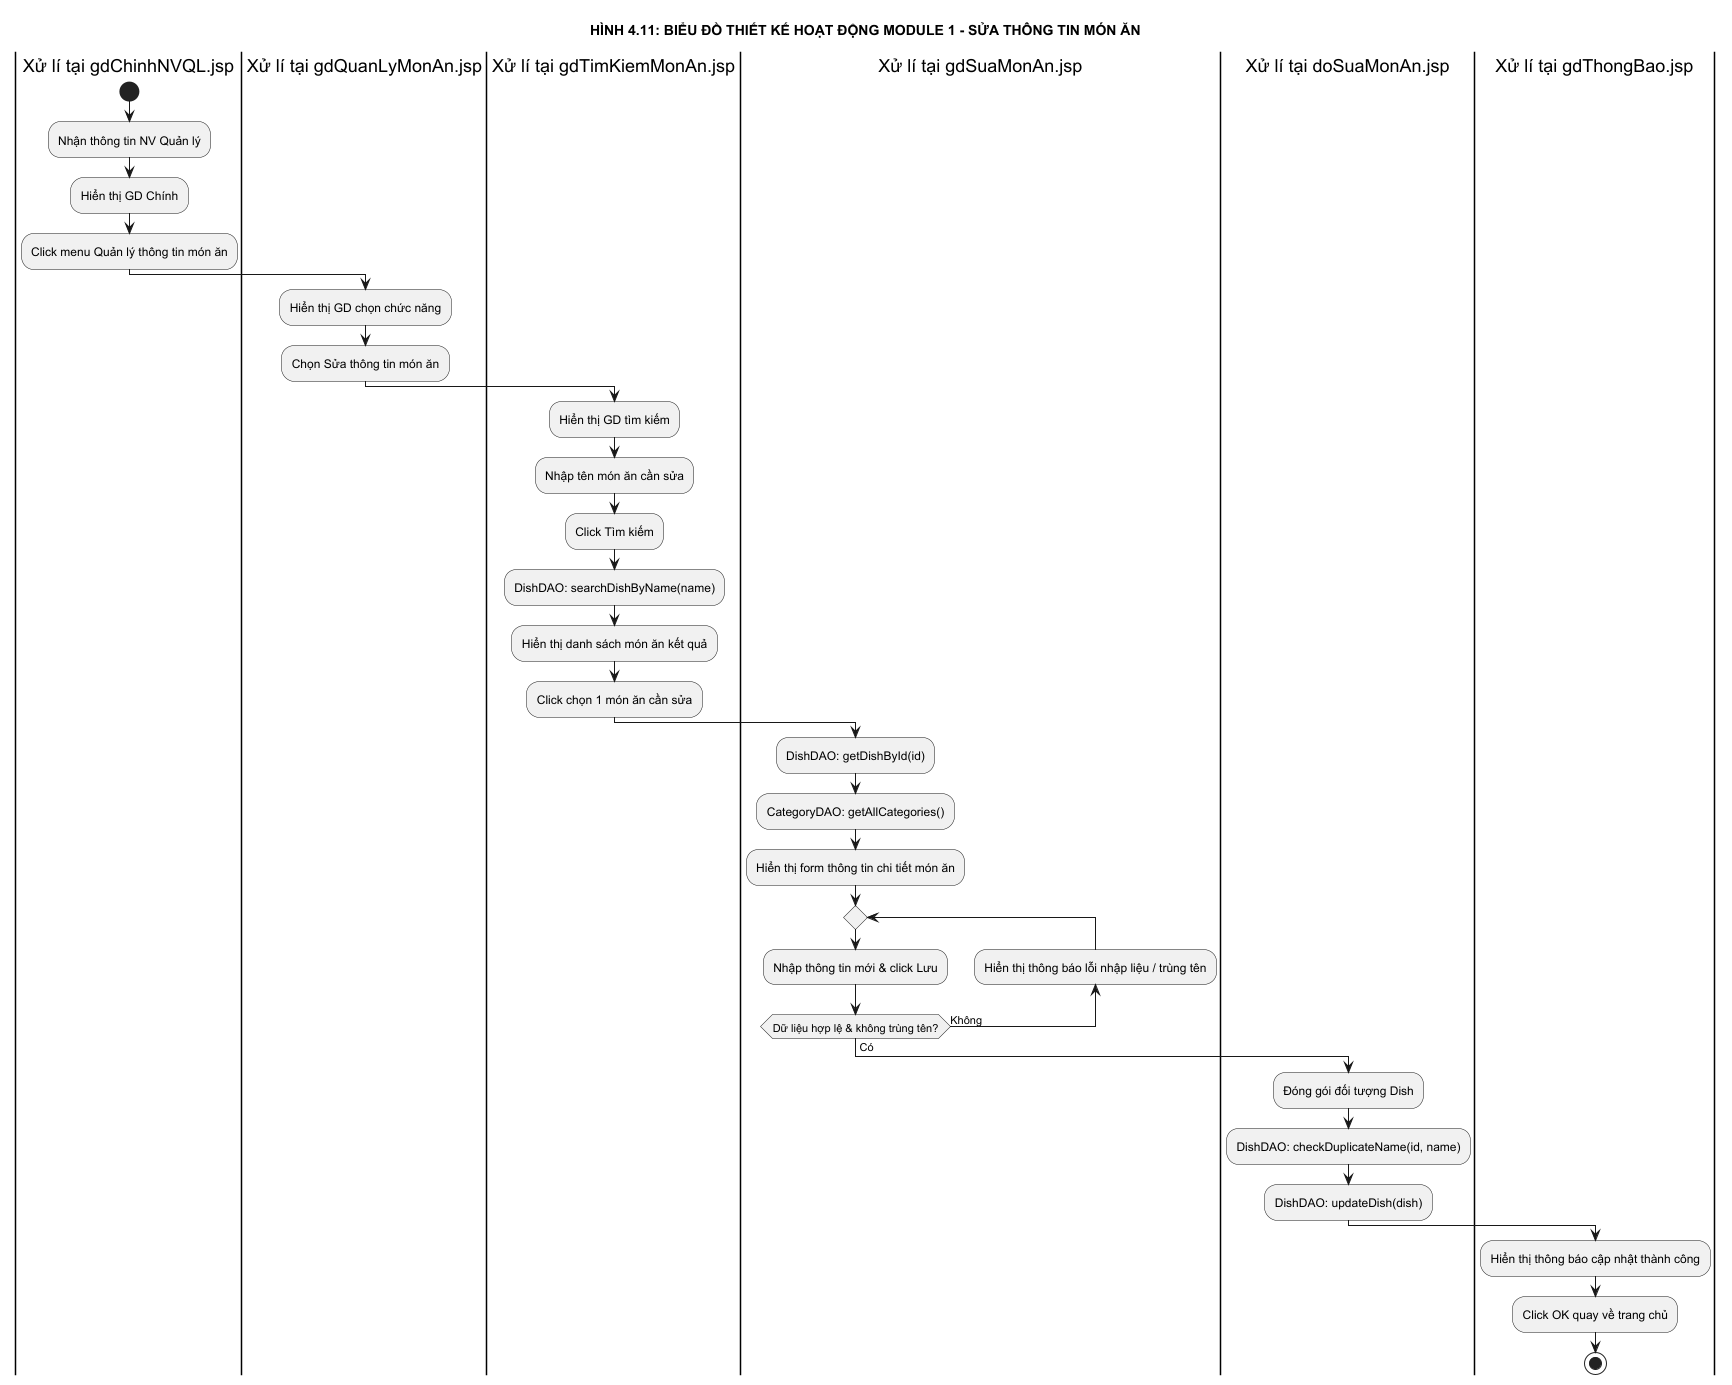 HÌNH 4.11: BIỂU ĐỒ THIẾT KẾ HOẠT ĐỘNG MODULE 1 - SỬA THÔNG TIN MÓN ĂN
Xử lí tại gdChinhNVQL.jsp
Xử lí tại gdQuanLyMonAn.jsp
Xử lí tại gdTimKiemMonAn.jsp
Xử lí tại gdSuaMonAn.jsp
Xử lí tại doSuaMonAn.jsp
Xử lí tại gdThongBao.jsp
Nhận thông tin NV Quản lý
Hiển thị GD Chính
Click menu Quản lý thông tin món ăn
Hiển thị GD chọn chức năng
Chọn Sửa thông tin món ăn
Hiển thị GD tìm kiếm
Nhập tên món ăn cần sửa
Click Tìm kiếm
DishDAO: searchDishByName(name)
Hiển thị danh sách món ăn kết quả
Click chọn 1 món ăn cần sửa
DishDAO: getDishById(id)
CategoryDAO: getAllCategories()
Hiển thị form thông tin chi tiết món ăn
Nhập thông tin mới & click Lưu
Hiển thị thông báo lỗi nhập liệu / trùng tên
Dữ liệu hợp lệ & không trùng tên?
Không
Có
Đóng gói đối tượng Dish
DishDAO: checkDuplicateName(id, name)
DishDAO: updateDish(dish)
Hiển thị thông báo cập nhật thành công
Click OK quay về trang chủ